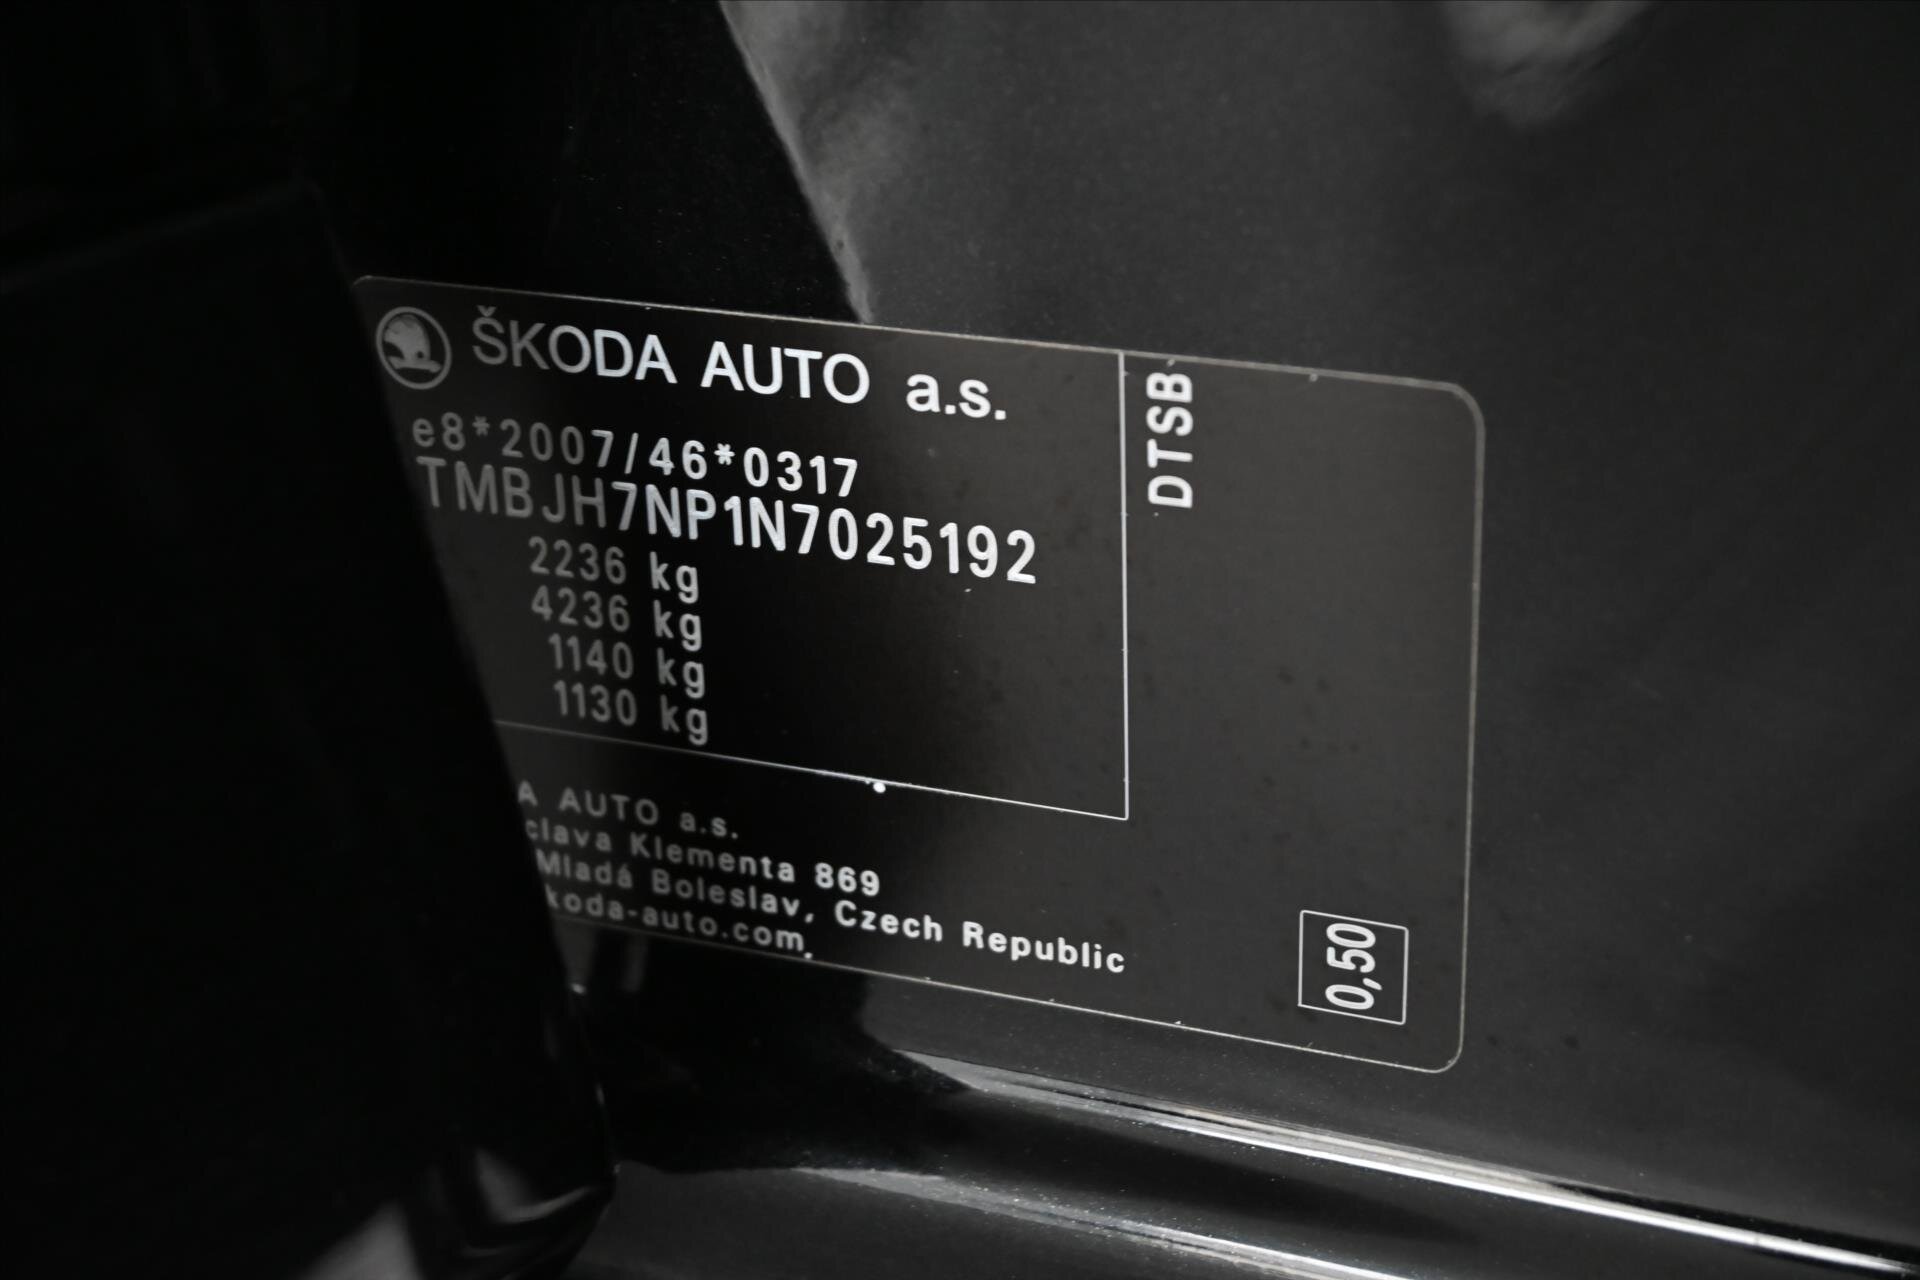 ŠKODA AUTO a.s.
e8*2007/46*0317
TMBJH7NP1N7025192
2236 kg
4236 kg
1140 kg
1130 kg
DTSB
A AUTO a.s.
clava Klementa 869
Mladá Boleslav, Czech Republic
koda-auto.com
0,50